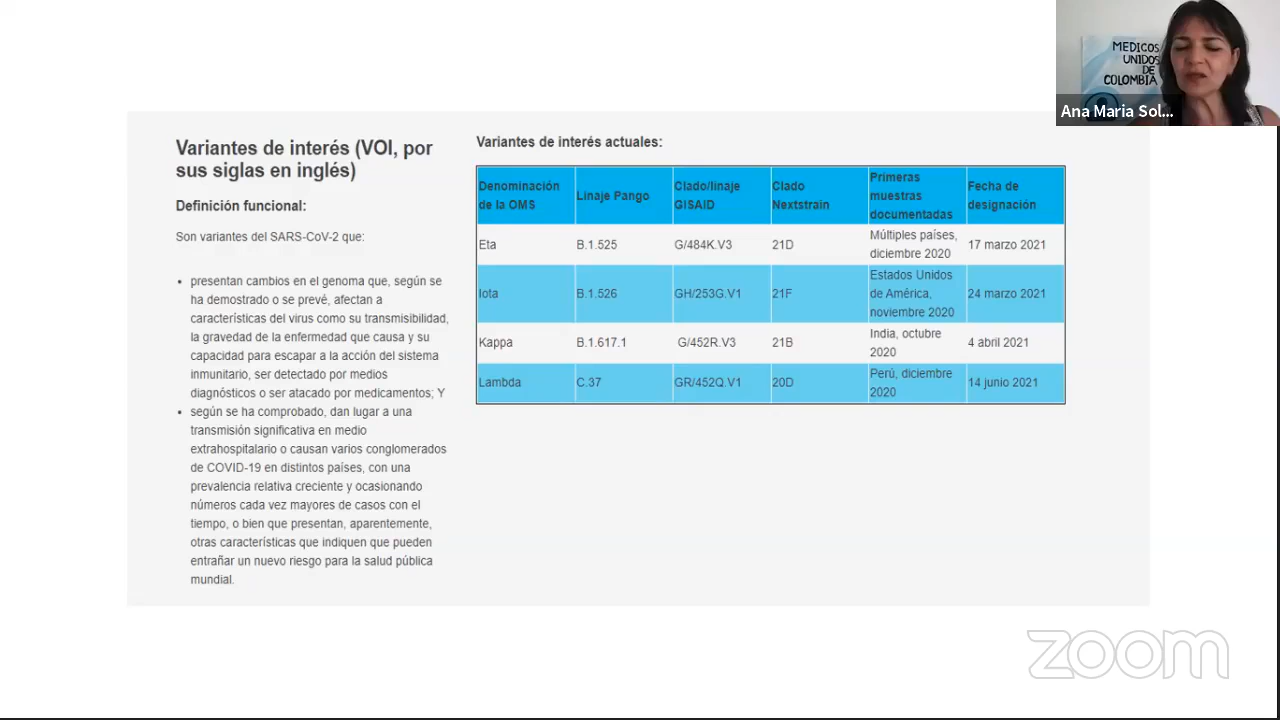 MEDICOS
UNIDOS
DE
COLOMBIA
Ana Maria Sol...
Variantes de interés (VOI, por
sus siglas en inglés)
Definición funcional:
Son variantes del SARS-CoV-2 que:
• presentan cambios en el genoma que, según se
ha demostrado o se prevé, afectan a
características del virus como su transmisibilidad,
la gravedad de la enfermedad que causa y su
capacidad para escapar a la acción del sistema
inmunitario, ser detectado por medios
diagnósticos o ser atacado por medicamentos; Y
• según se ha comprobado, dan lugar a una
transmisión significativa en medio
extrahospitalario o causan varios conglomerados
de COVID-19 en distintos países, con una
prevalencia relativa creciente y ocasionando
números cada vez mayores de casos con el
tiempo, o bien que presentan, aparentemente,
otras características que indiquen que pueden
entrañar un nuevo riesgo para la salud pública
mundial.
Variantes de interés actuales:
Denominación
de la OMS
Linaje Pango
Clado/linaje
GISAID
Clado
Nextstrain
Primeras
muestras
documentadas
Fecha de
designación
Eta
B.1.525
G/484K.V3
21D
Múltiples países,
diciembre 2020
17 marzo 2021
Iota
B.1.526
GH/253G.V1
21F
Estados Unidos
de América,
noviembre 2020
24 marzo 2021
Kappa
B.1.617.1
G/452R.V3
21B
India, octubre
2020
4 abril 2021
Lambda
C.37
GR/452Q.V1
20D
Perú, diciembre
2020
14 junio 2021
zoom